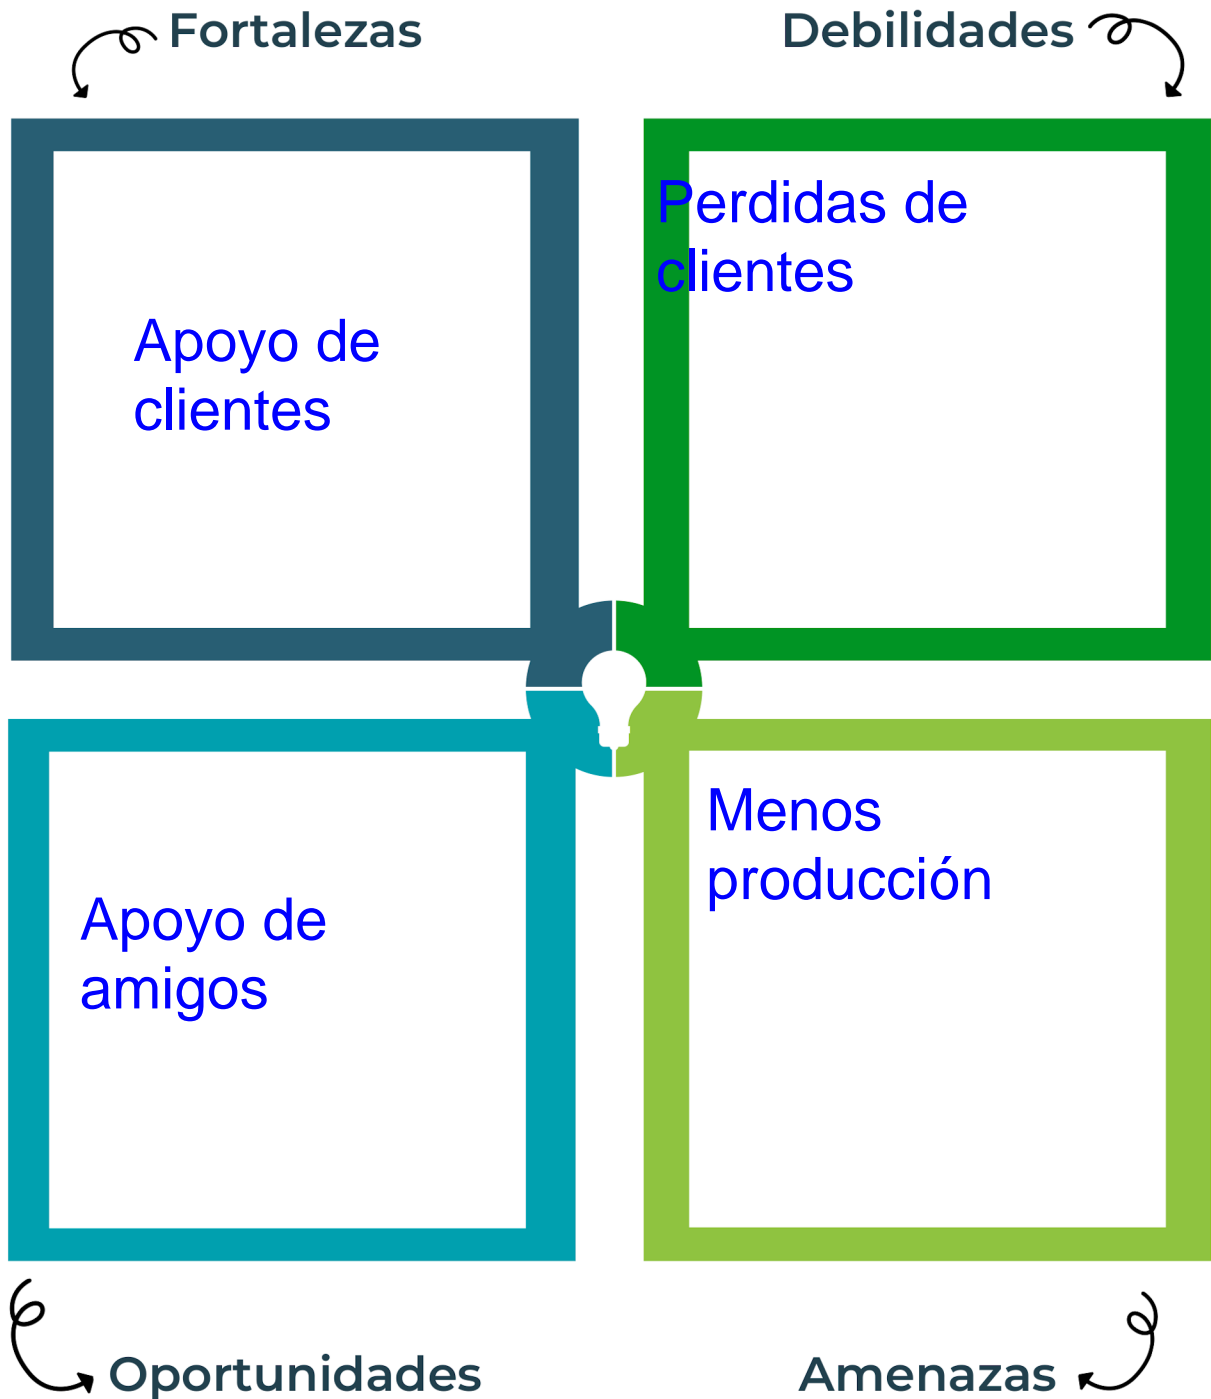 Fortalezas
Debilidades
Apoyo de
clientes
Perdidas de
clientes
Apoyo de
amigos
Menos
producción
Oportunidades
Amenazas